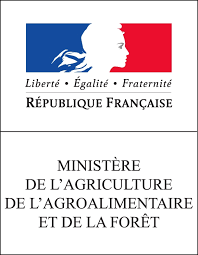 Liberté • Égalité • Fraternité
RÉPUBLIQUE FRANÇAISE
MINISTÈRE
DE L'AGRICULTURE
DE L'AGROALIMENTAIRE
ET DE LA FORÊT